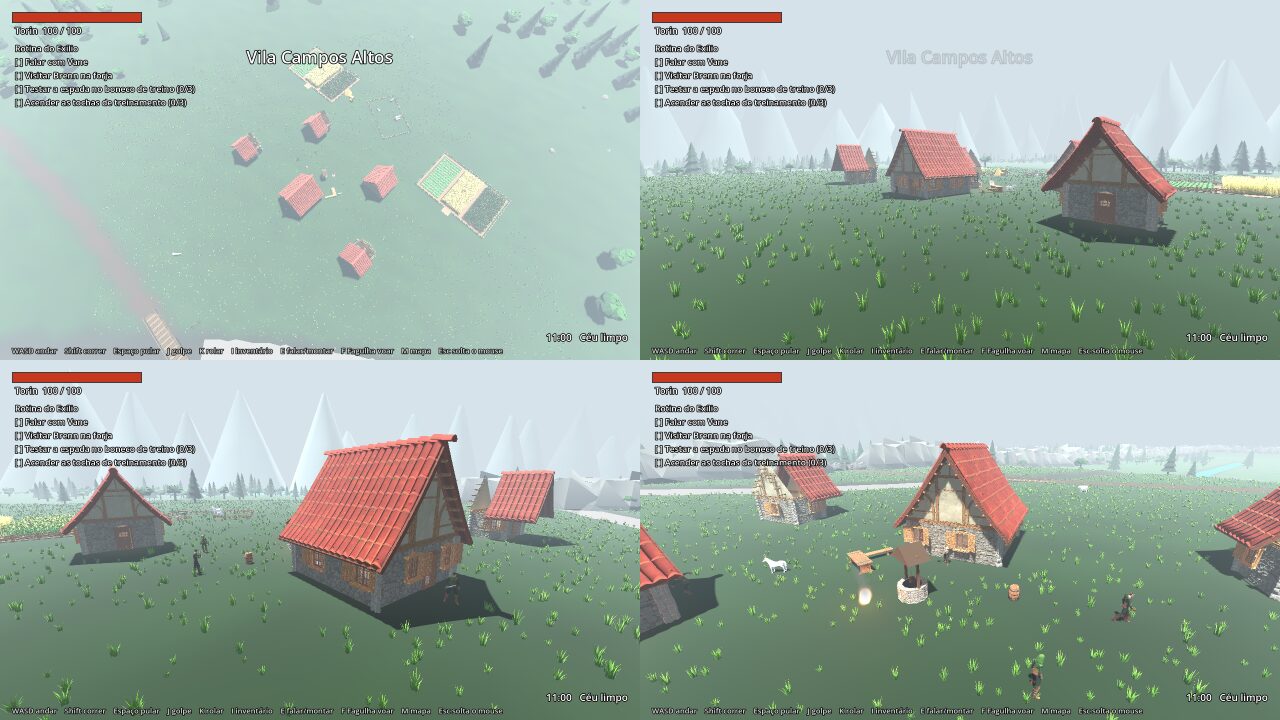 Torin 100 / 100
Rotina do Exílio
[ ] Falar com Vane
[ ] Visitar Brenn na forja
[ ] Testar a espada no boneco de treino (0/3)
[ ] Acender as tochas de treinamento (0/3)
Vila Campos Altos
11:00 Céu limpo
WASD andar Shift correr Espaço pular J golpe K rolar I inventário E falar/montar F Fagulha voar M mapa Esc solta o mouse
Torin 100 / 100
Rotina do Exílio
[ ] Falar com Vane
[ ] Visitar Brenn na forja
[ ] Testar a espada no boneco de treino (0/3)
[ ] Acender as tochas de treinamento (0/3)
Vila Campos Altos
11:00 Céu limpo
WASD andar Shift correr Espaço pular J golpe K rolar I inventário E falar/montar F Fagulha voar M mapa Esc solta o mouse
Torin 100 / 100
Rotina do Exílio
[ ] Falar com Vane
[ ] Visitar Brenn na forja
[ ] Testar a espada no boneco de treino (0/3)
[ ] Acender as tochas de treinamento (0/3)
11:00 Céu limpo
WASD andar Shift correr Espaço pular J golpe K rolar I inventário E falar/montar F Fagulha voar M mapa Esc solta o mouse
Torin 100 / 100
Rotina do Exílio
[ ] Falar com Vane
[ ] Visitar Brenn na forja
[ ] Testar a espada no boneco de treino (0/3)
[ ] Acender as tochas de treinamento (0/3)
11:00 Céu limpo
WASD andar Shift correr Espaço pular J golpe K rolar I inventário E falar/montar F Fagulha voar M mapa Esc solta o mouse